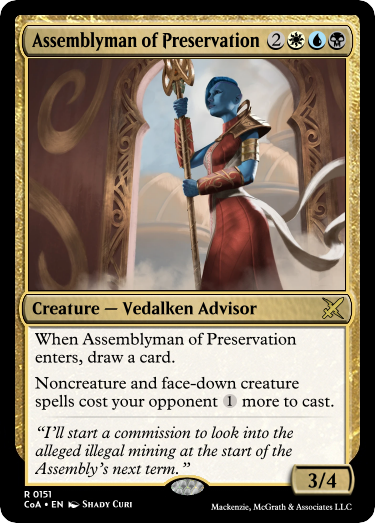 Assemblyman of Preservation 2
Creature — Vedalken Advisor
When Assemblyman of Preservation
enters, draw a card.
Noncreature and face-down creature
spells cost your opponent 1 more to cast.
“I’ll start a commission to look into the
alleged illegal mining at the start of the
Assembly’s next term.”
3/4
R 0151
CoA • EN Shady Curi
Mackenzie, McGrath & Associates LLC